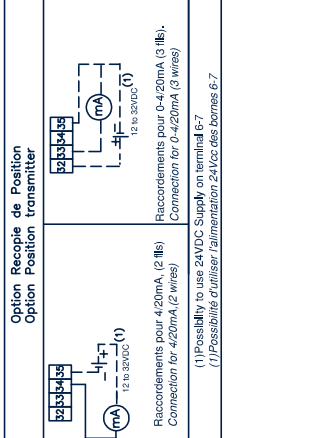 Option Recopie de Position
Option Position transmitter
32 33 34 35
mA
(1)
12 to 32VDC
Raccordements pour 4/20mA, (2 fils)
Connection for 4/20mA,(2 wires)
32 33 34 35
mA
(1)
12 to 32VDC
Raccordements pour 0-4/20mA (3 fils).
Connection for 0-4/20mA (3 wires)
(1)Possibility to use 24VDC Supply on terminal 6-7
(1)Possibilité d'utiliser l'alimentation 24Vcc des bornes 6-7